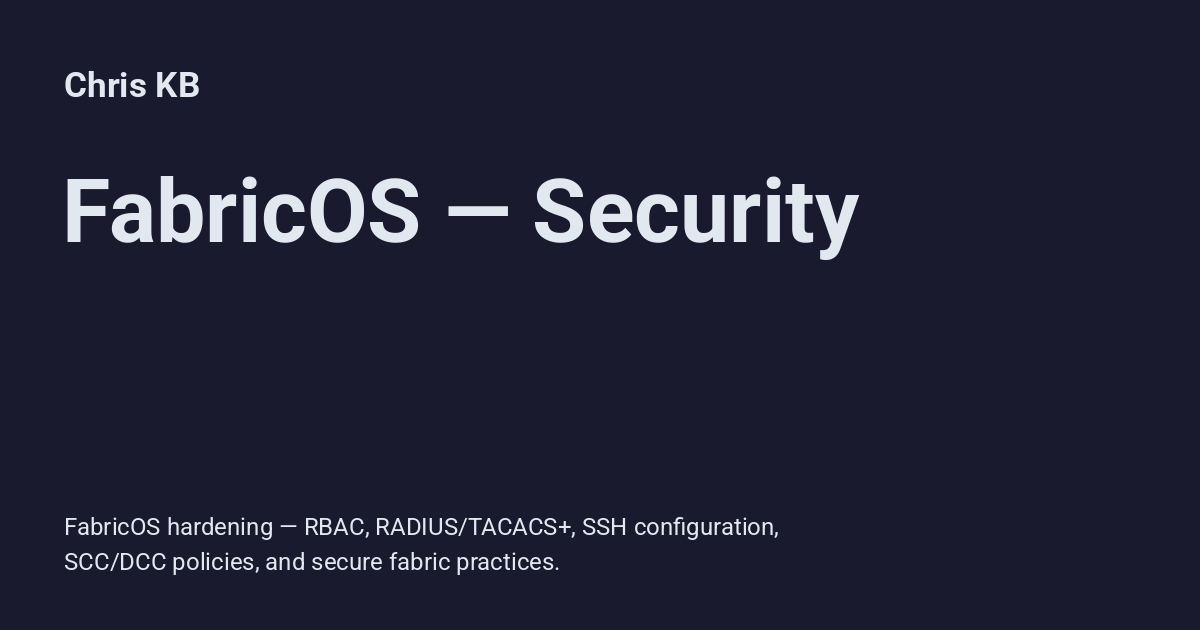 Chris KB
FabricOS — Security
FabricOS hardening — RBAC, RADIUS/TACACS+, SSH configuration,
SCC/DCC policies, and secure fabric practices.